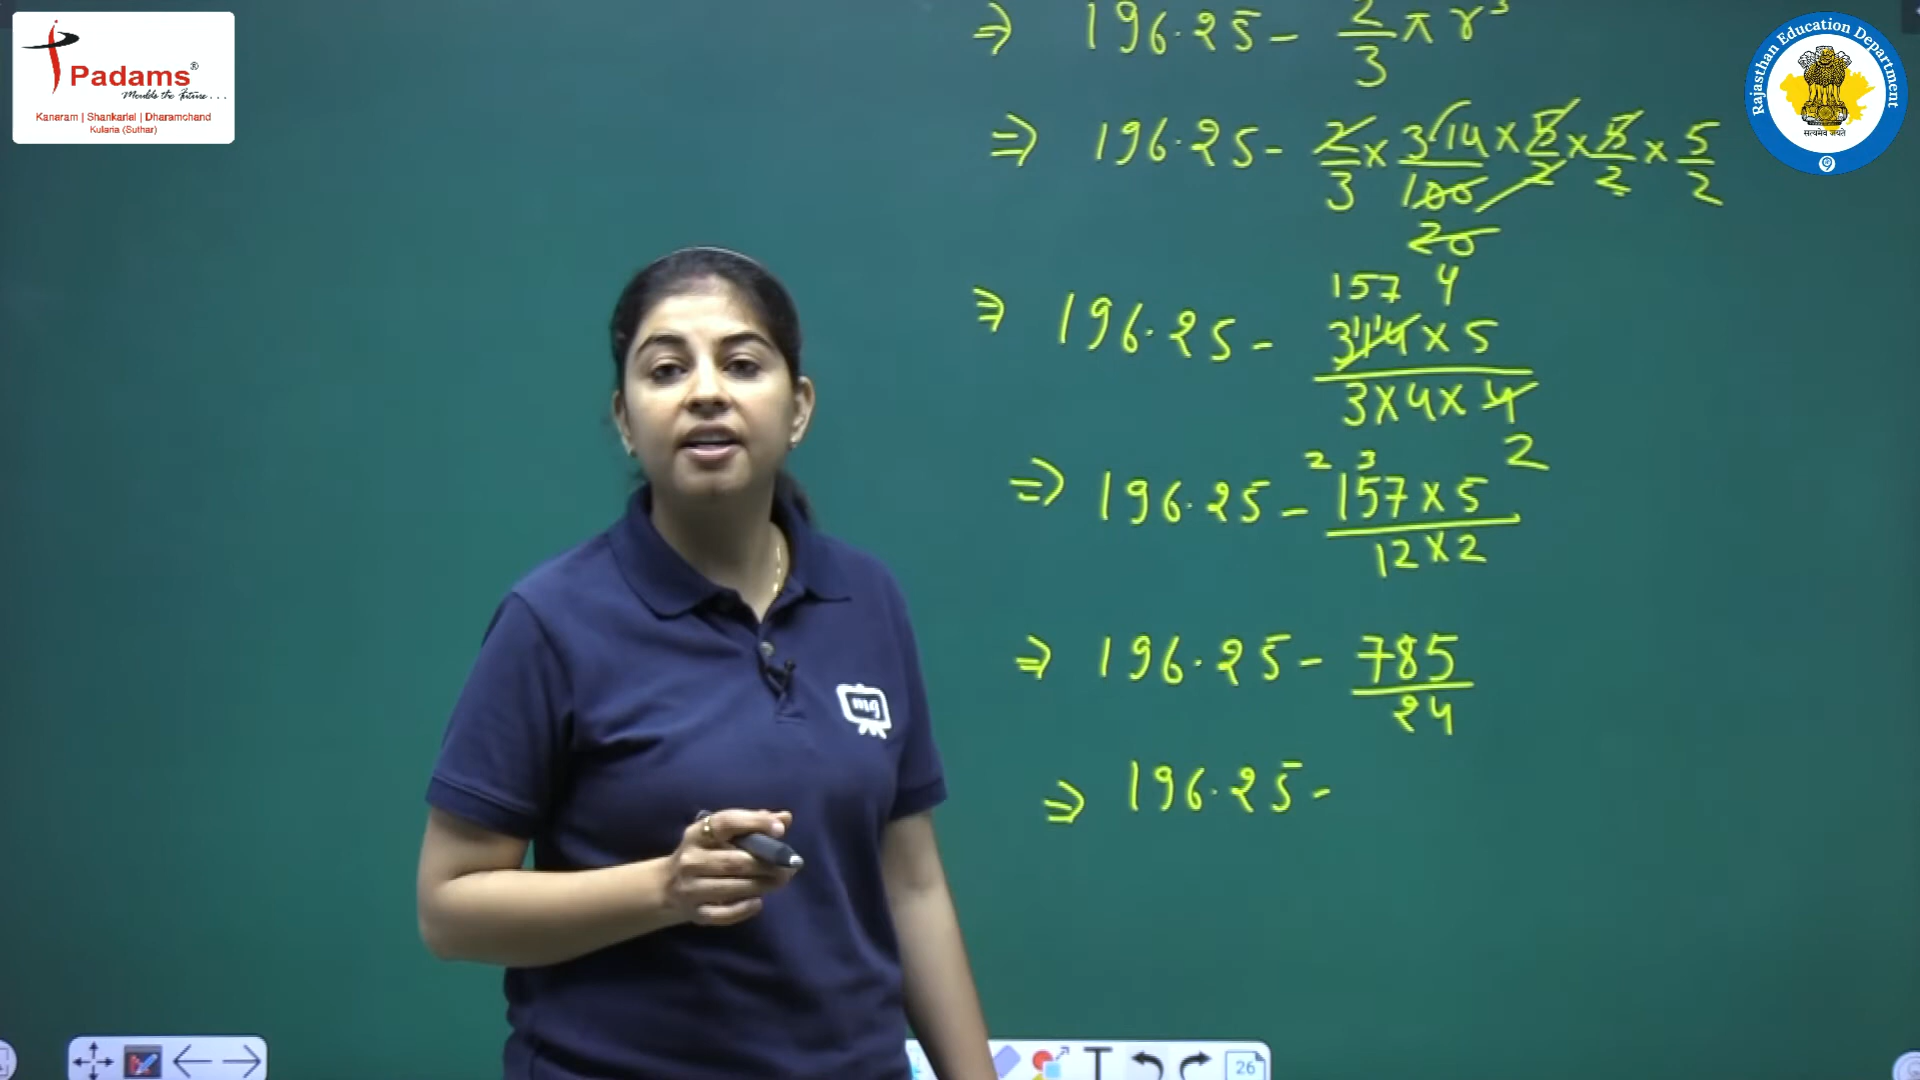 Padams®
Moulds the Future...
Kanaram | Shankarlal | Dharamchand
Kularia (Suthar)
Rajasthan Education Department
सत्यमेव जयते
⇒ 196.25 - 2/3 π r³
⇒ 196.25 - 2/3 × 314/100 × 5/2 × 5/2 × 5/2
20
157 4
⇒ 196.25 - 314 × 5
3 × 4 × 4
2
2 3
⇒ 196.25 - 157 × 5
12 × 2
⇒ 196.25 - 785/24
⇒ 196.25 -
mg
T
26